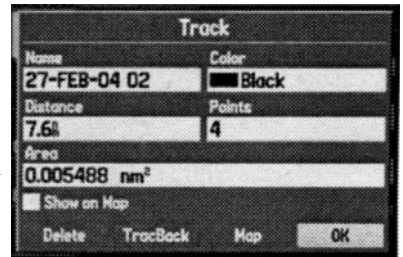 Track
Name Color
27-FEB-04 02 Black
Distance Points
7.6 4
Area
0.005488 nm²
Show on Map
Delete TracBack Map OK